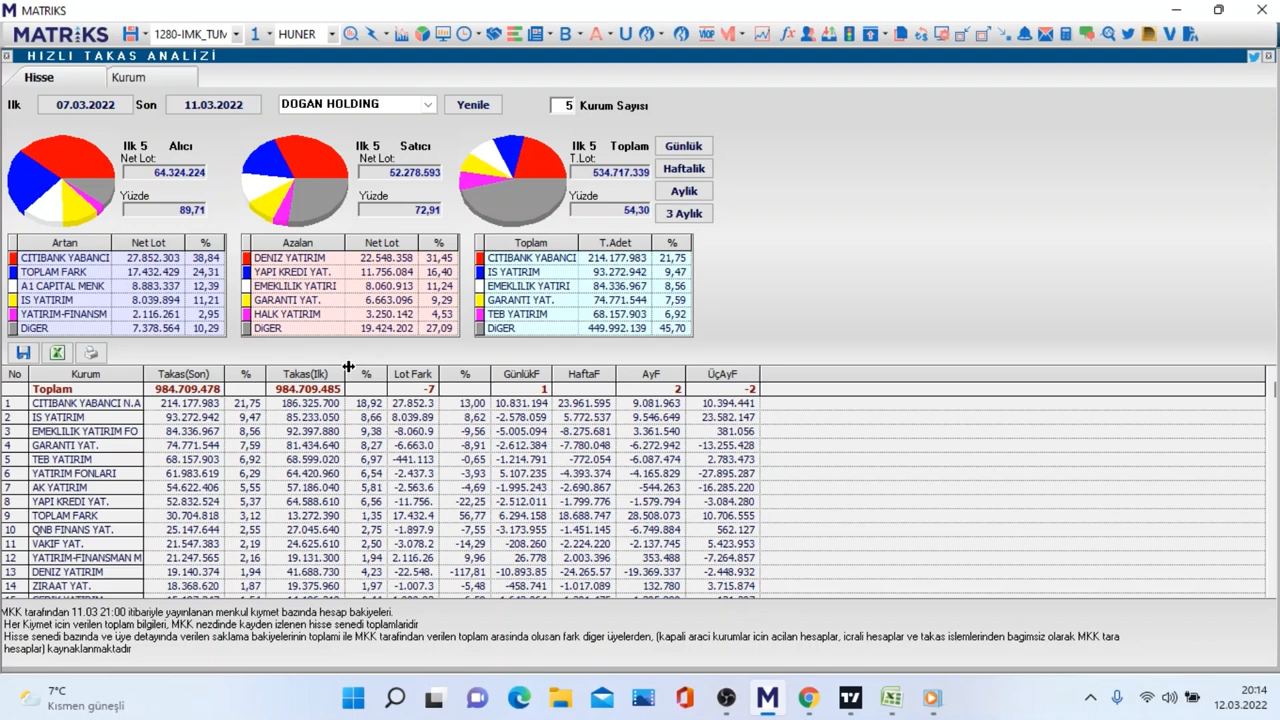 MATRIKS
MATRİKS 1280-IMK_TUM 1 HUNER B A U VIOP M fx V
HIZLI TAKAS ANALİZİ
Hisse Kurum
Ilk 07.03.2022 Son 11.03.2022 DOGAN HOLDING Yenile 5 Kurum Sayısı
Ilk 5 Alıcı Ilk 5 Satıcı Ilk 5 Toplam Günlük
Net Lot: Net Lot: T.Lot:
64.324.224 52.278.593 534.717.339 Haftalik
Yüzde Yüzde Yüzde Aylik
89,71 72,91 54,30 3 Aylik
Artan Net Lot % Azalan Net Lot % Toplam T.Adet %
CITIBANK YABANCI 27.852.303 38,84 DENIZ YATIRIM 22.548.358 31,45 CITIBANK YABANCI 214.177.983 21,75
TOPLAM FARK 17.432.429 24,31 YAPI KREDI YAT. 11.756.084 16,40 IS YATIRIM 93.272.942 9,47
A1 CAPITAL MENK 8.883.337 12,39 EMEKLILIK YATIRI 8.060.913 11,24 EMEKLILIK YATIRI 84.336.967 8,56
IS YATIRIM 8.039.894 11,21 GARANTI YAT. 6.663.096 9,29 GARANTI YAT. 74.771.544 7,59
YATIRIM-FINANSM 2.116.261 2,95 HALK YATIRIM 3.250.142 4,53 TEB YATIRIM 68.157.903 6,92
DiGER 7.378.564 10,29 DiGER 19.424.202 27,09 DiGER 449.992.139 45,70
No Kurum Takas(Son) % Takas(Ilk) % Lot Fark % GünlükF HaftaF AyF ÜçAyF
Toplam 984.709.478 984.709.485 -7 1 2 -2
1 CITIBANK YABANCI N.A 214.177.983 21,75 186.325.700 18,92 27.852.3 13,00 10.831.194 23.961.595 9.081.963 10.394.441
2 IS YATIRIM 93.272.942 9,47 85.233.050 8,66 8.039.89 8,62 -2.578.059 5.772.537 9.546.649 23.582.147
3 EMEKLILIK YATIRIM FO 84.336.967 8,56 92.397.880 9,38 -8.060.9 -9,56 -5.005.094 -8.275.681 3.361.540 381.056
4 GARANTI YAT. 74.771.544 7,59 81.434.640 8,27 -6.663.0 -8,91 -2.612.384 -7.780.048 -6.272.942 -13.255.428
5 TEB YATIRIM 68.157.903 6,92 68.599.020 6,97 -441.113 -0,65 -1.214.791 -772.054 -6.087.474 2.783.473
6 YATIRIM FONLARI 61.983.619 6,29 64.420.960 6,54 -2.437.3 -3,93 5.107.235 -4.393.374 -4.165.829 -27.895.287
7 AK YATIRIM 54.622.406 5,55 57.186.040 5,81 -2.563.6 -4,69 -1.995.243 -2.690.867 -544.263 -16.285.220
8 YAPI KREDI YAT. 52.832.524 5,37 64.588.610 6,56 -11.756. -22,25 -2.512.011 -1.799.776 -1.579.794 -3.084.280
9 TOPLAM FARK 30.704.818 3,12 13.272.390 1,35 17.432.4 56,77 6.294.158 18.688.747 28.508.073 10.706.555
10 QNB FINANS YAT. 25.147.644 2,55 27.045.640 2,75 -1.897.9 -7,55 -3.173.955 -1.451.145 -6.749.884 562.127
11 VAKIF YAT. 21.547.383 2,19 24.625.610 2,50 -3.078.2 -14,29 -208.260 -2.224.220 -2.137.745 5.423.953
12 YATIRIM-FINANSMAN M 21.247.565 2,16 19.131.300 1,94 2.116.26 9,96 26.778 2.003.396 353.488 -7.264.857
13 DENIZ YATIRIM 19.140.374 1,94 41.688.730 4,23 -22.548. -117,81 -10.893.85 -24.265.57 -19.369.337 -2.448.932
14 ZIRAAT YAT. 18.368.620 1,87 19.375.960 1,97 -1.007.3 -5,48 -458.741 -1.017.089 132.780 3.715.874
MKK tarafından 11.03 21:00 itibariyle yayınlanan menkul kıymet bazında hesap bakiyeleri.
Her Kiymet icin verilen toplam bilgileri, MKK nezdinde kayden izlenen hisse senedi toplamlaridir
Hisse senedi bazında ve üye detayında verilen saklama bakiyelerinin toplami ile MKK tarafından verilen toplam arasinda olusan fark diger üyelerden, (kapali araci kurumlar icin acilan hesaplar, icrali hesaplar ve takas islemlerinden bagimsiz olarak MKK tara
hesaplar) kaynaklanmaktadır
7°C
Kısmen güneşli
20:14
12.03.2022